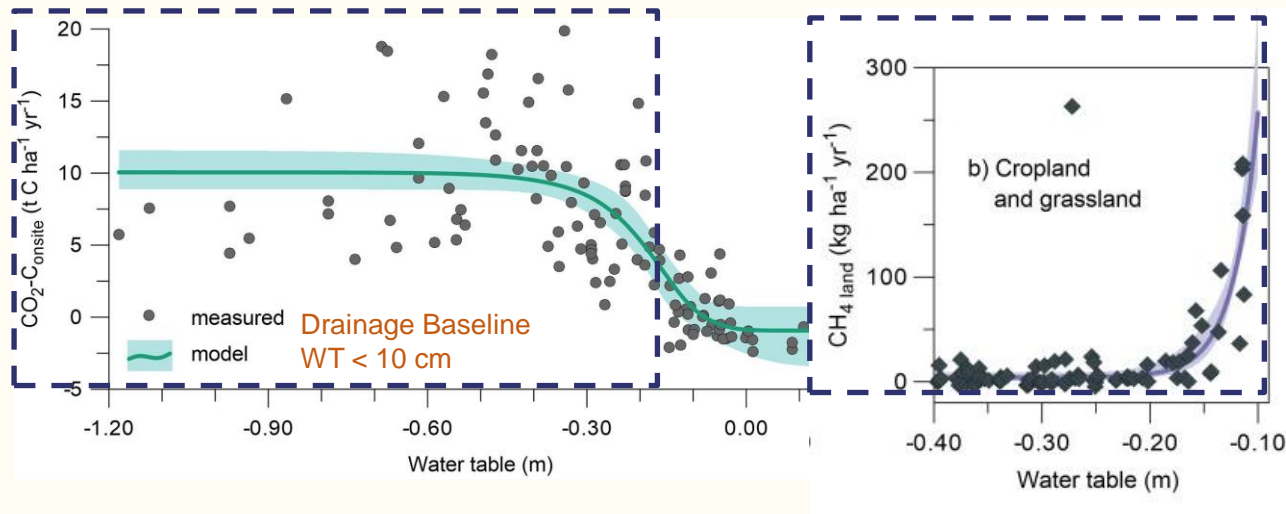 CO2-Consite (t C ha-1 yr-1)
20
15
10
5
0
-5
measured
model
Drainage Baseline
WT < 10 cm
-1.20
-0.90
-0.60
-0.30
0.00
Water table (m)
CH4 land (kg ha-1 yr-1)
300
200
100
0
b) Cropland
and grassland
-0.40
-0.30
-0.20
-0.10
Water table (m)